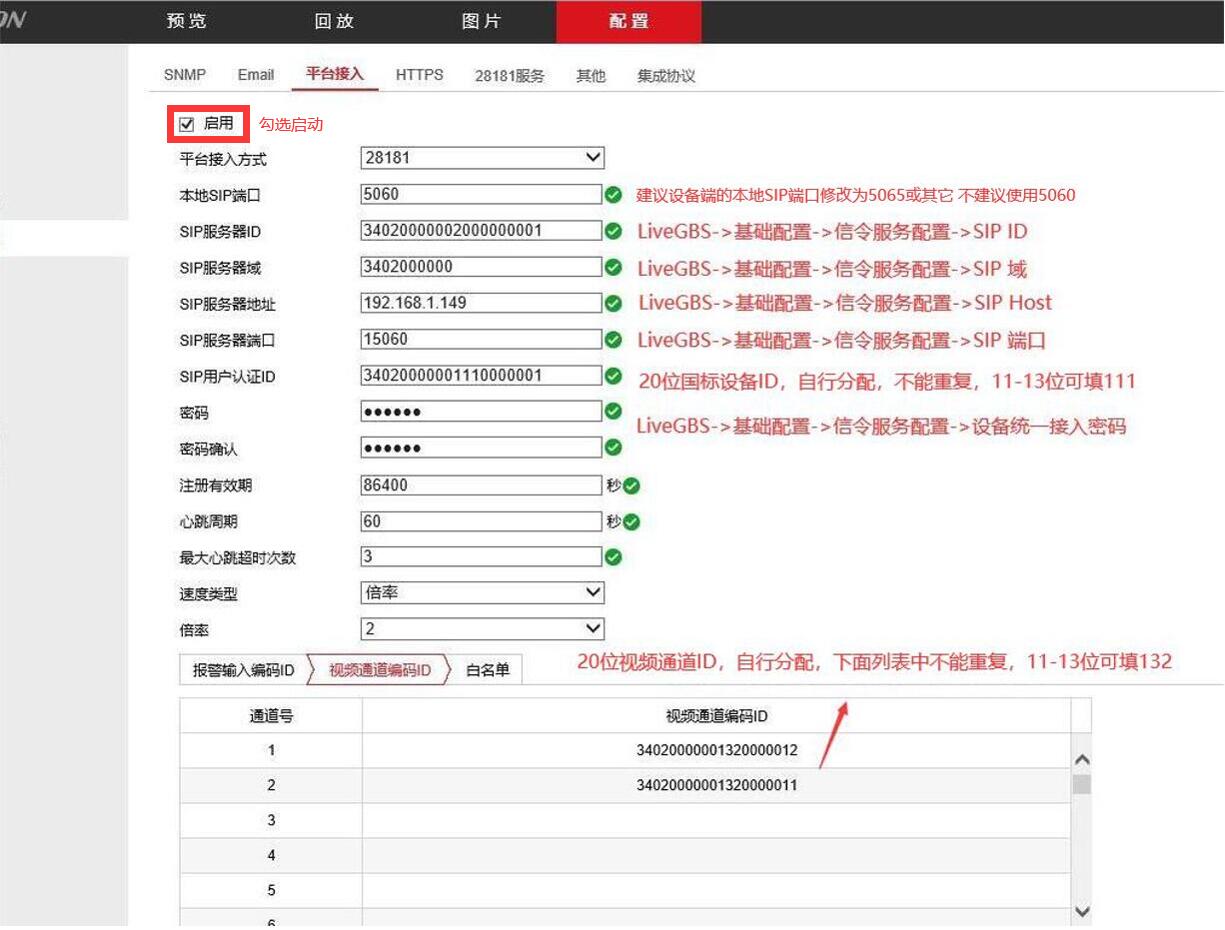 ON 预览 回放 图片 配置
SNMP Email 平台接入 HTTPS 28181服务 其他 集成协议
启用 勾选启动
平台接入方式 28181
本地SIP端口 5060 建议设备端的本地SIP端口修改为5065或其它 不建议使用5060
SIP服务器ID 34020000002000000001 LiveGBS->基础配置->信令服务配置->SIP ID
SIP服务器域 3402000000 LiveGBS->基础配置->信令服务配置->SIP 域
SIP服务器地址 192.168.1.149 LiveGBS->基础配置->信令服务配置->SIP Host
SIP服务器端口 15060 LiveGBS->基础配置->信令服务配置->SIP 端口
SIP用户认证ID 34020000001110000001 20位国标设备ID，自行分配，不能重复，11-13位可填111
密码 ●●●●●● LiveGBS->基础配置->信令服务配置->设备统一接入密码
密码确认 ●●●●●●
注册有效期 86400 秒
心跳周期 60 秒
最大心跳超时次数 3
速度类型 倍率
倍率 2
报警输入编码ID 视频通道编码ID 白名单 20位视频通道ID，自行分配，下面列表中不能重复，11-13位可填132
通道号 视频通道编码ID
1 34020000001320000012
2 34020000001320000011
3
4
5
6